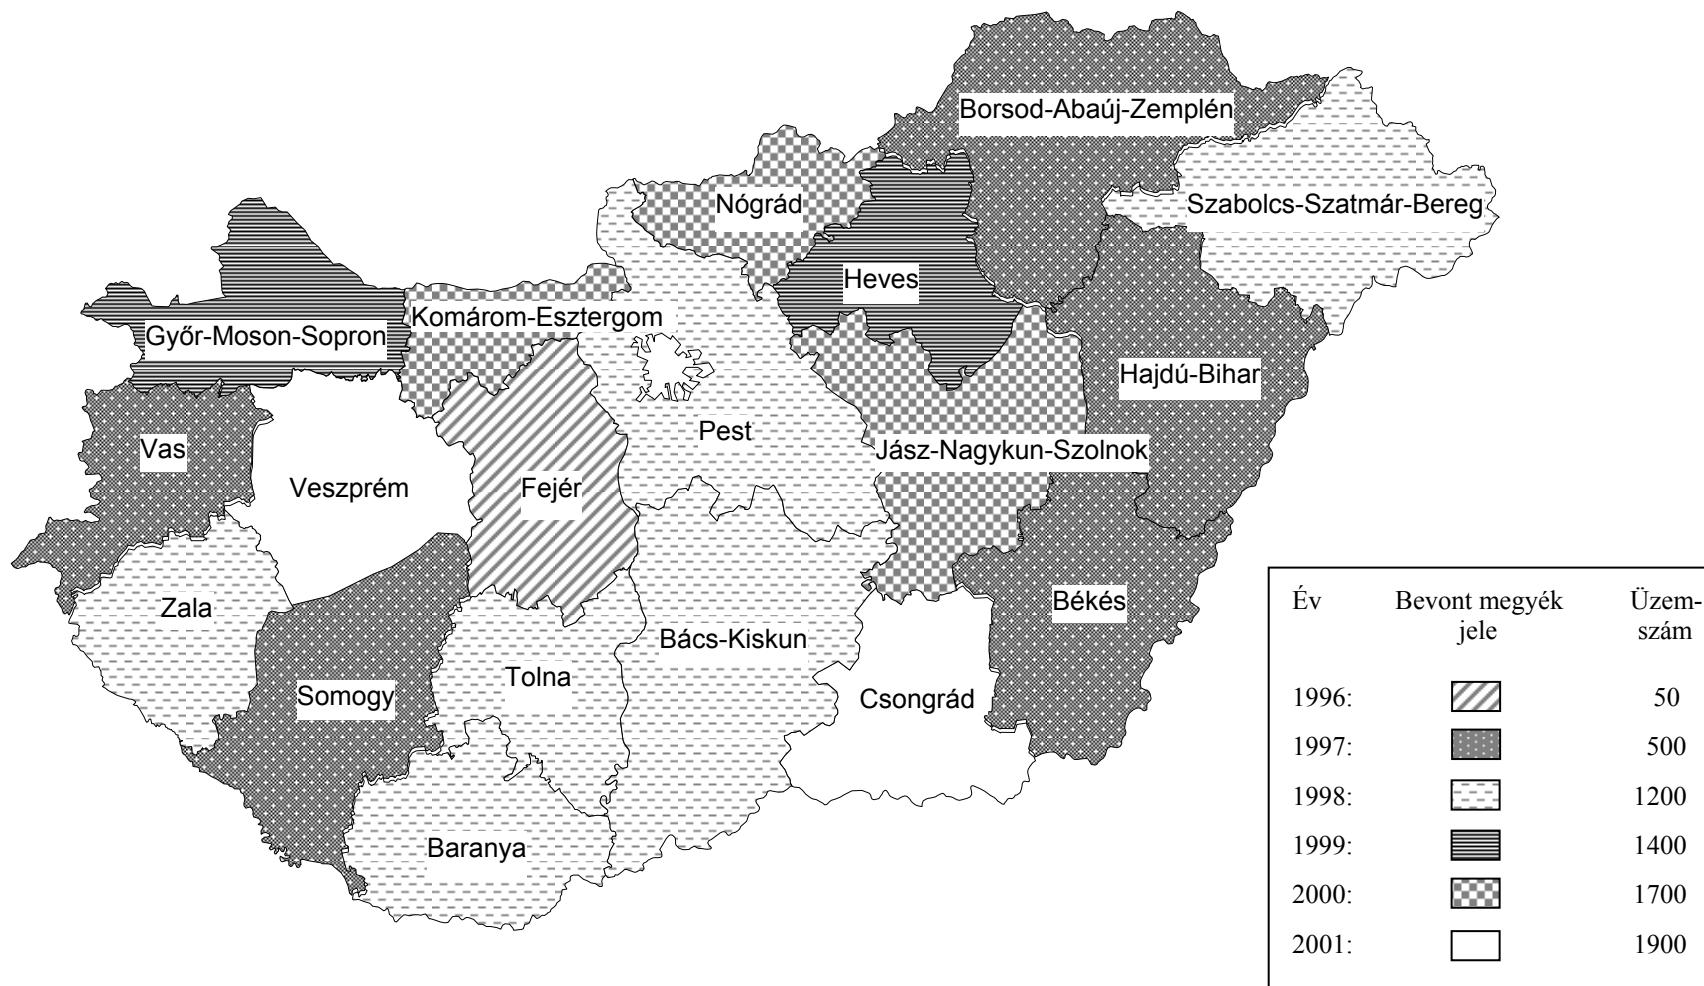 Borsod-Abaúj-Zemplén
Nógrád
Szabolcs-Szatmár-Bereg
Heves
Komárom-Esztergom
Győr-Moson-Sopron
Hajdú-Bihar
Pest
Vas
Jász-Nagykun-Szolnok
Veszprém
Fejér
Zala
Békés
Bács-Kiskun
Tolna
Somogy
Csongrád
Baranya
Év Bevont megyék Üzem-
jele szám
1996: 50
1997: 500
1998: 1200
1999: 1400
2000: 1700
2001: 1900